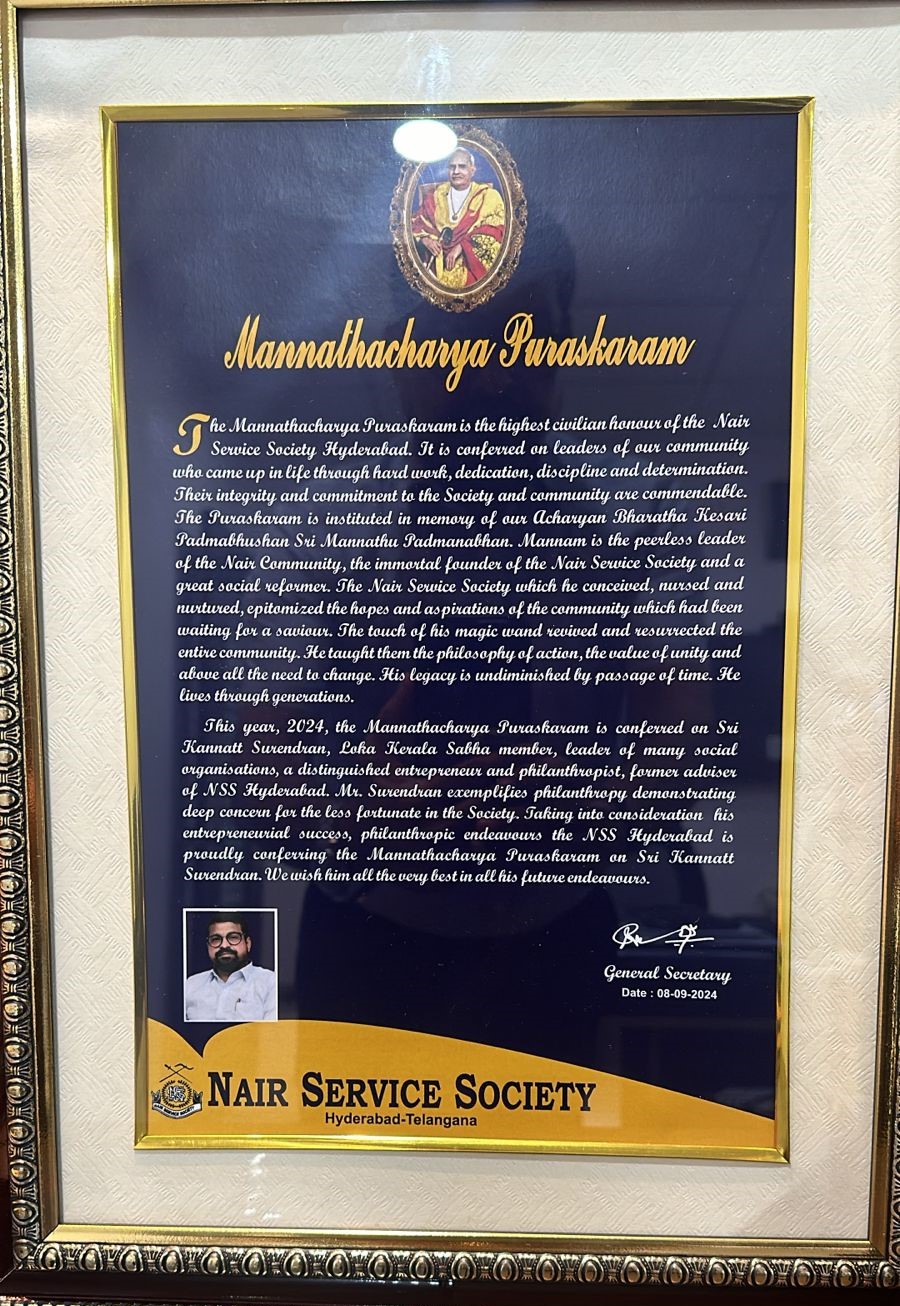 Mannathacharya Puraskaram
The Mannathacharya Puraskaram is the highest civilian honour of the Nair
Service Society Hyderabad. It is conferred on leaders of our community
who came up in life through hard work, dedication, discipline and determination.
Their integrity and commitment to the Society and community are commendable.
The Puraskaram is instituted in memory of our Acharyan Bharatha Kesari
Padmabhushan Sri Mannathu Padmanabhan. Mannam is the peerless leader
of the Nair Community, the immortal founder of the Nair Service Society and a
great social reformer. The Nair Service Society which he conceived, nursed and
nurtured, epitomized the hopes and aspirations of the community which had been
waiting for a saviour. The touch of his magic wand revived and resurrected the
entire community. He taught them the philosophy of action, the value of unity and
above all the need to change. His legacy is undiminished by passage of time. He
lives through generations.
This year, 2024, the Mannathacharya Puraskaram is conferred on Sri
Kannatt Surendran, Loka Kerala Sabha member, leader of many social
organisations, a distinguished entrepreneur and philanthropist, former adviser
of NSS Hyderabad. Mr. Surendran exemplifies philanthropy demonstrating
deep concern for the less fortunate in the Society. Taking into consideration his
entrepreneurial success, philanthropic endeavours the NSS Hyderabad is
proudly conferring the Mannathacharya Puraskaram on Sri Kannatt
Surendran. We wish him all the very best in all his future endeavours.
General Secretary
Date : 08-09-2024
NAIR SERVICE SOCIETY
NAIR SERVICE SOCIETY
Hyderabad-Telangana